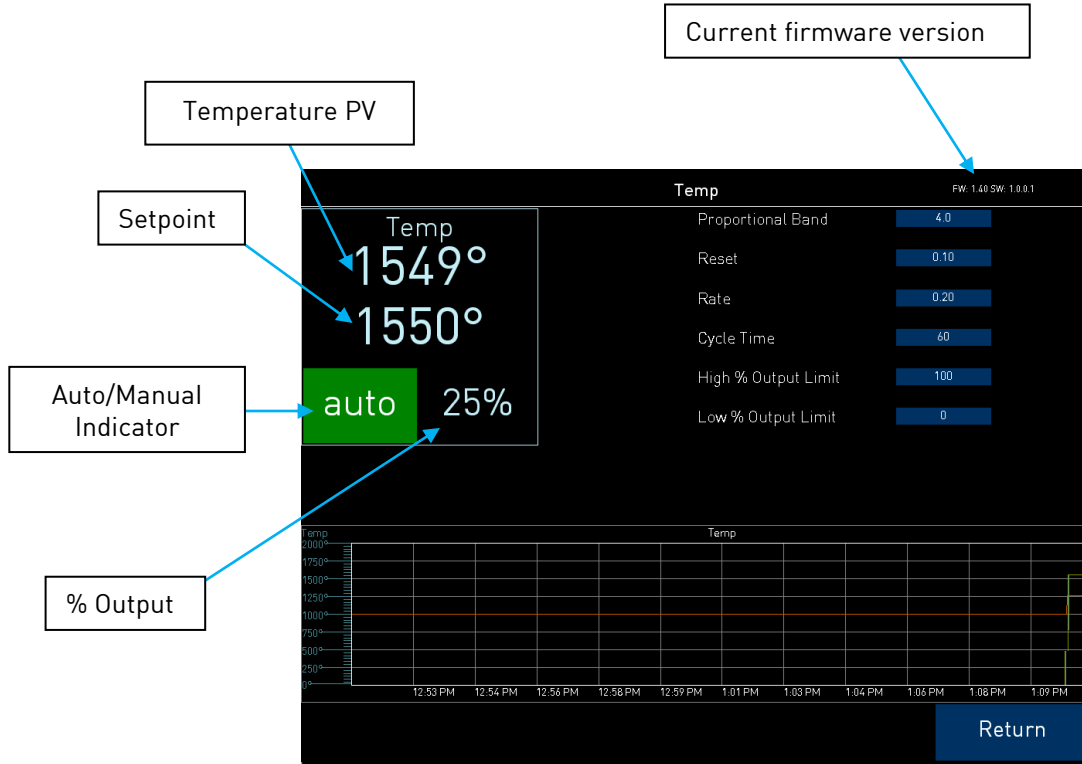 Current firmware version
Temperature PV
Setpoint
Auto/Manual
Indicator
% Output
Temp
FW: 1.40 SW: 1.0.0.1
Temp
1549°
1550°
auto 25%
Proportional Band 4.0
Reset 0.10
Rate 0.20
Cycle Time 60
High % Output Limit 100
Low % Output Limit 0
Temp
Temp
2000°
1750°
1500°
1250°
1000°
750°
500°
250°
0°
12:53 PM 12:54 PM 12:56 PM 12:58 PM 12:59 PM 1:01 PM 1:03 PM 1:04 PM 1:06 PM 1:08 PM 1:09 PM
Return